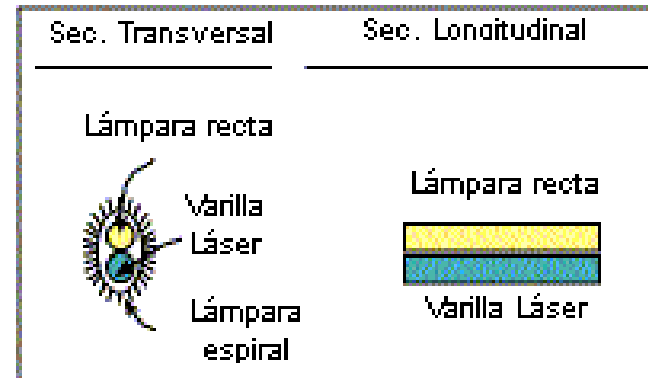 Sec. Transversal
Sec. Longitudinal
Lámpara recta
Varilla
Láser
Lámpara
espiral
Lámpara recta
Varilla Láser